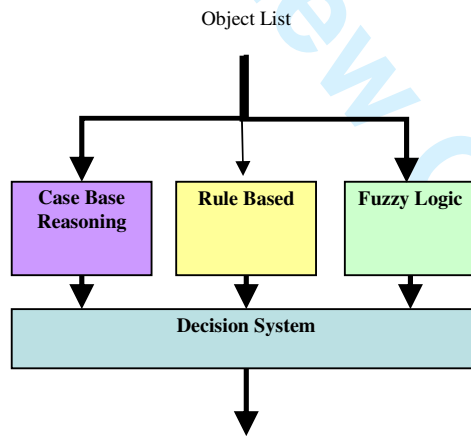 Object List
Case Base
Reasoning
Rule Based
Fuzzy Logic
Decision System